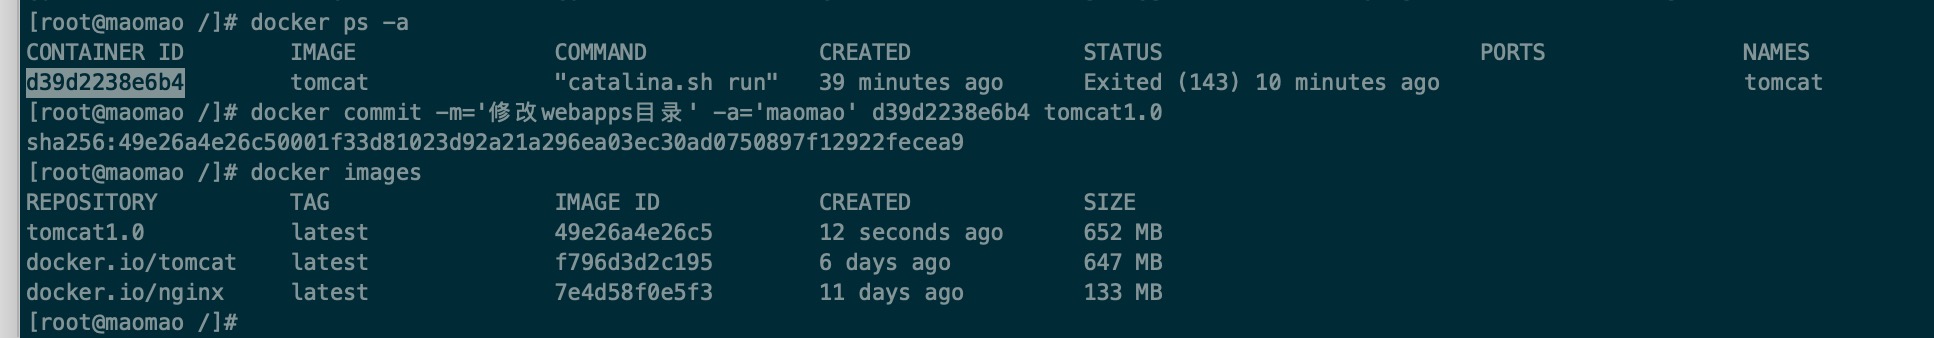 [root@maomao /]# docker ps -a
CONTAINER ID IMAGE COMMAND CREATED STATUS PORTS NAMES
d39d2238e6b4 tomcat "catalina.sh run" 39 minutes ago Exited (143) 10 minutes ago tomcat
[root@maomao /]# docker commit -m='修改webapps目录' -a='maomao' d39d2238e6b4 tomcat1.0
sha256:49e26a4e26c50001f33d81023d92a21a296ea03ec30ad0750897f12922fecea9
[root@maomao /]# docker images
REPOSITORY TAG IMAGE ID CREATED SIZE
tomcat1.0 latest 49e26a4e26c5 12 seconds ago 652 MB
docker.io/tomcat latest f796d3d2c195 6 days ago 647 MB
docker.io/nginx latest 7e4d58f0e5f3 11 days ago 133 MB
[root@maomao /]#